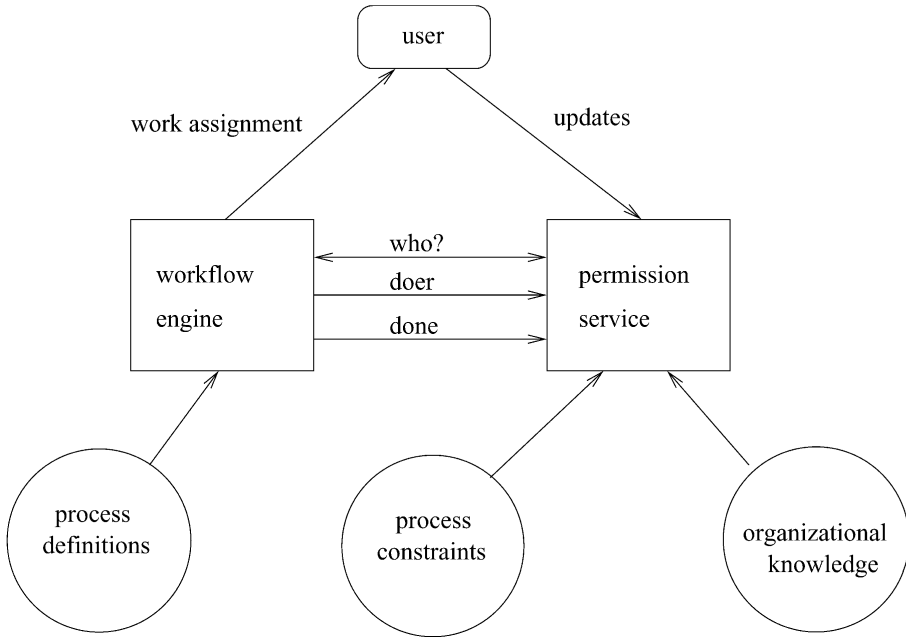 user
work assignment
updates
who?
workflow
engine
doer
done
permission
service
process
definitions
process
constraints
organizational
knowledge